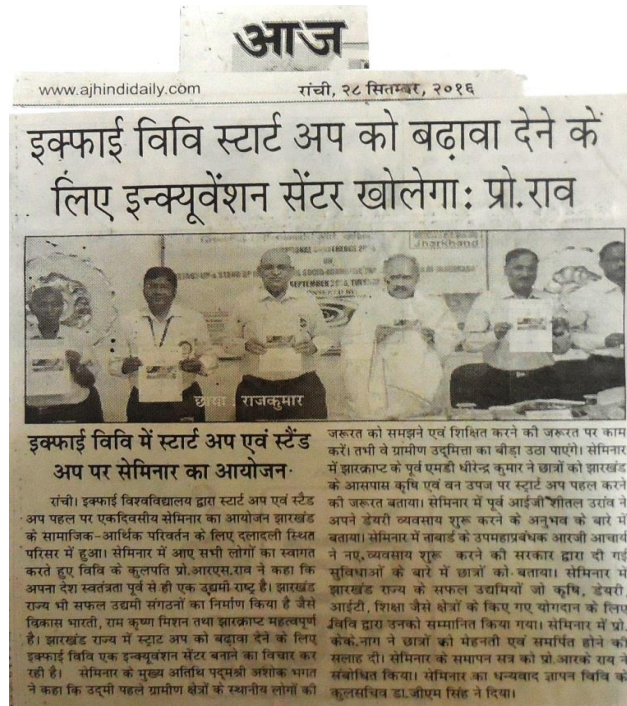 आज
www.ajhindidaily.com
रांची, २८ सितम्बर, २०१६
इक्फाई विवि स्टार्ट अप को बढ़ावा देने के
लिए इन्क्यूवेंशन सेंटर खोलेगा: प्रो.राव
Jharkhand
छाया : राजकुमार
इक्फाई विवि में स्टार्ट अप एवं स्टैंड
अप पर सेमिनार का आयोजन
रांची। इक्फाई विश्वविद्यालय द्वारा स्टार्ट अप एवं स्टैड
अप पहल पर एकदिवसीय सेमिनार का आयोजन झारखंड
के सामाजिक-आर्थिक परिवर्तन के लिए दलादली स्थित
परिसर में हुआ। सेमिनार में आए सभी लोगों का स्वागत
करते हुए विवि के कुलपति प्रो.आरएस.राव ने कहा कि
अपना देश स्वतंत्रता पूर्व से ही एक उद्यमी राष्ट्र है। झारखंड
राज्य भी सफल उद्यमी संगठनों का निर्माण किया है जैसे
विकास भारती, राम कृष्ण मिशन तथा झारक्राप्ट महत्वपूर्ण
है। झारखंड राज्य में स्ट्राट अप को बढ़ावा देने के लिए
इक्फाई विवि एक इन्क्यूवंशन सेंटर बनाने का विचार कर
रही है। सेमिनार के मुख्य अतिथि पद्मश्री अशोक भगत
ने कहा कि उद्मी पहले ग्रामीण क्षेत्रों के स्थानीय लोगों की
जरूरत को समझने एवं शिक्षित करने की जरूरत पर काम
करें। तभी वे ग्रामीण उद्मित्ता का बीड़ा उठा पाएंगे। सेमिनार
में झारक्राप्ट के पूर्व एमडी धीरेन्द्र कुमार ने छात्रों को झारखंड
के आसपास कृषि एवं वन उपज पर स्टार्ट अप पहल करने
की जरूरत बताया। सेमिनार में पूर्व आईजी शीतल उरांव ने
अपने डेयरी व्यवसाय शुरू करने के अनुभव के बारे में
बताया। सेमिनार में नाबार्ड के उपमहाप्रबंधक आरजी आचार्य
ने नए व्यवसाय शुरू करने की सरकार द्वारा दी गई
सुविधाओं के बारे में छात्रों को बताया। सेमिनार में
झारखंड राज्य के सफल उद्यमियों जो कृषि, डेयरी,
आईटी, शिक्षा जैसे क्षेत्रों के किए गए योगदान के लिए
विवि द्वारा उनको सम्मानित किया गया। सेमिनार में प्रो.
केके.नाग ने छात्रों को मेहनती एवं समर्पित होने की
सलाह दी। सेमिनार के समापन सत्र को प्रो.आरके राय ने
संबोधित किया। सेमिनार का धन्यवाद ज्ञापन विवि के
कुलसचिव डा.जीएम सिंह ने दिया।